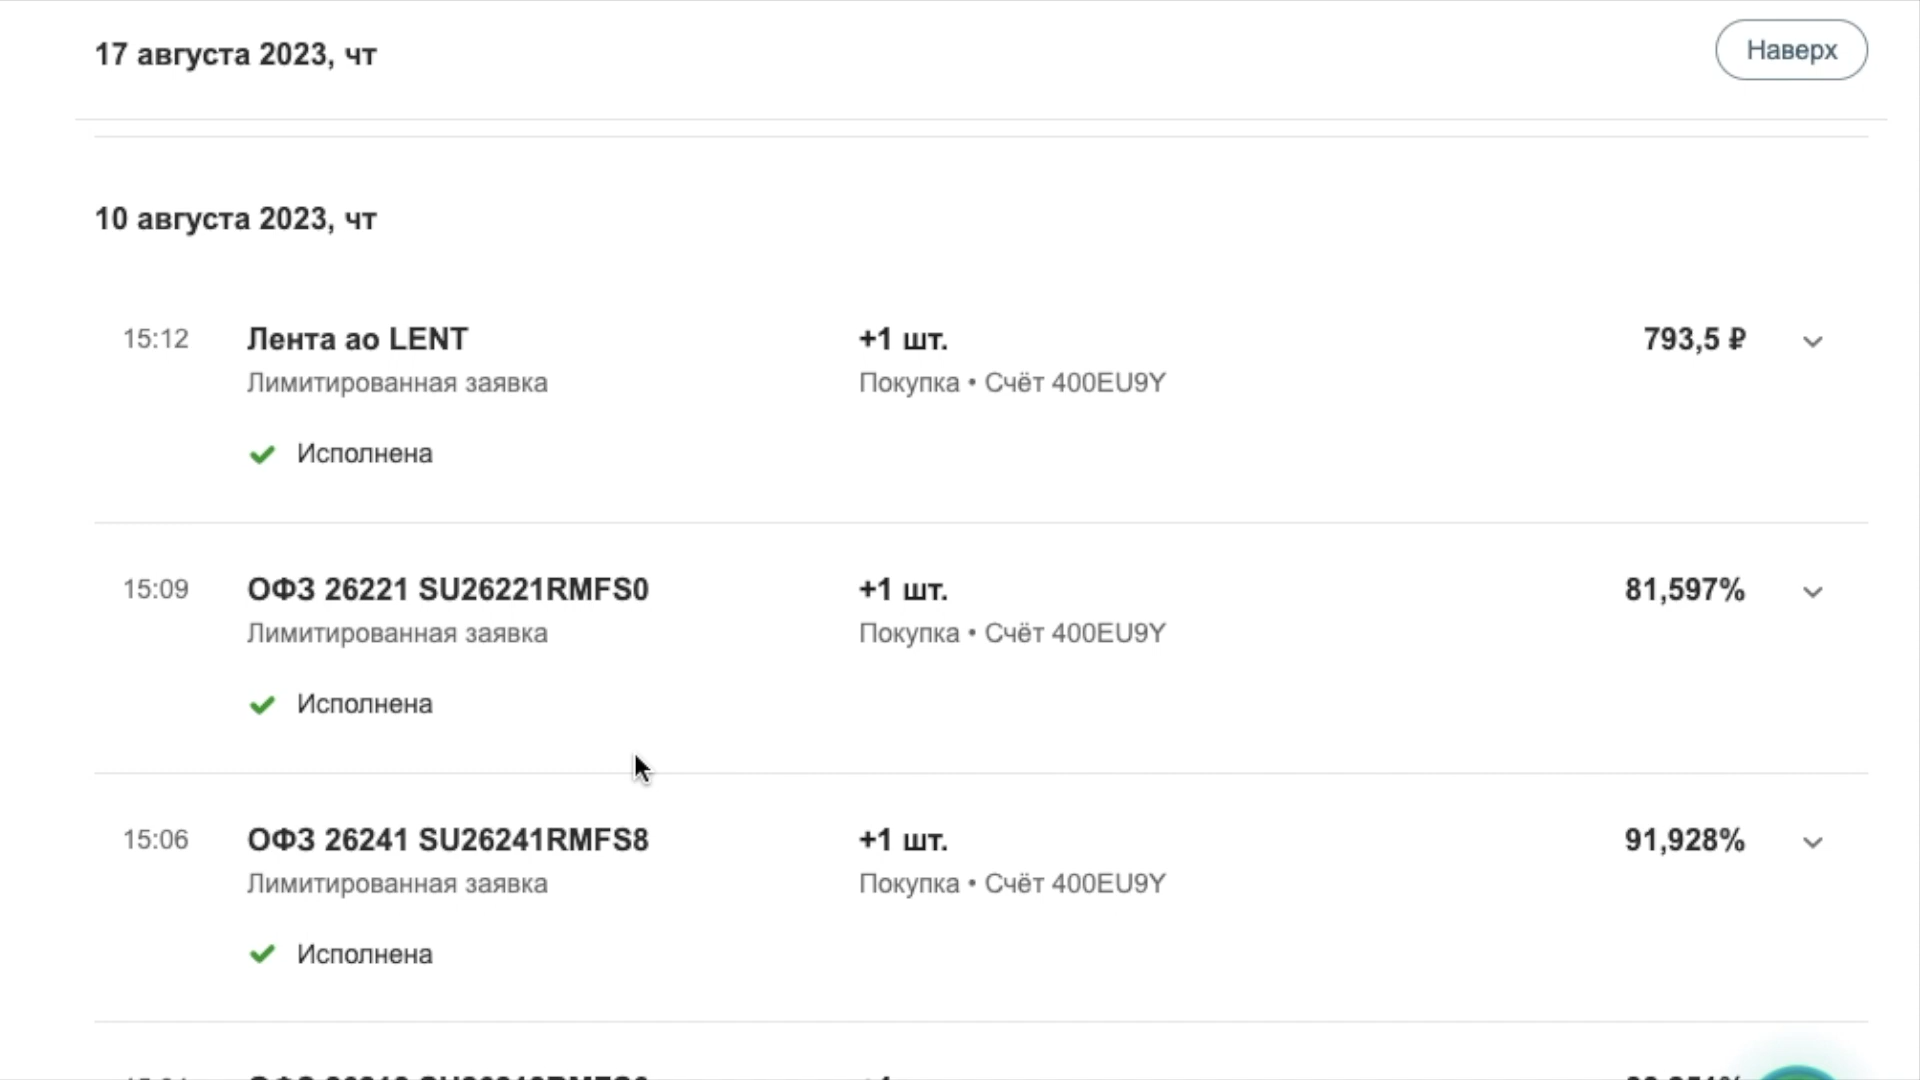 17 августа 2023, чт
Наверх
10 августа 2023, чт
15:12 Лента ао LENT +1 шт. 793,5 ₽
Лимитированная заявка Покупка • Счёт 400EU9Y
Исполнена
15:09 ОФЗ 26221 SU26221RMFS0 +1 шт. 81,597%
Лимитированная заявка Покупка • Счёт 400EU9Y
Исполнена
15:06 ОФЗ 26241 SU26241RMFS8 +1 шт. 91,928%
Лимитированная заявка Покупка • Счёт 400EU9Y
Исполнена